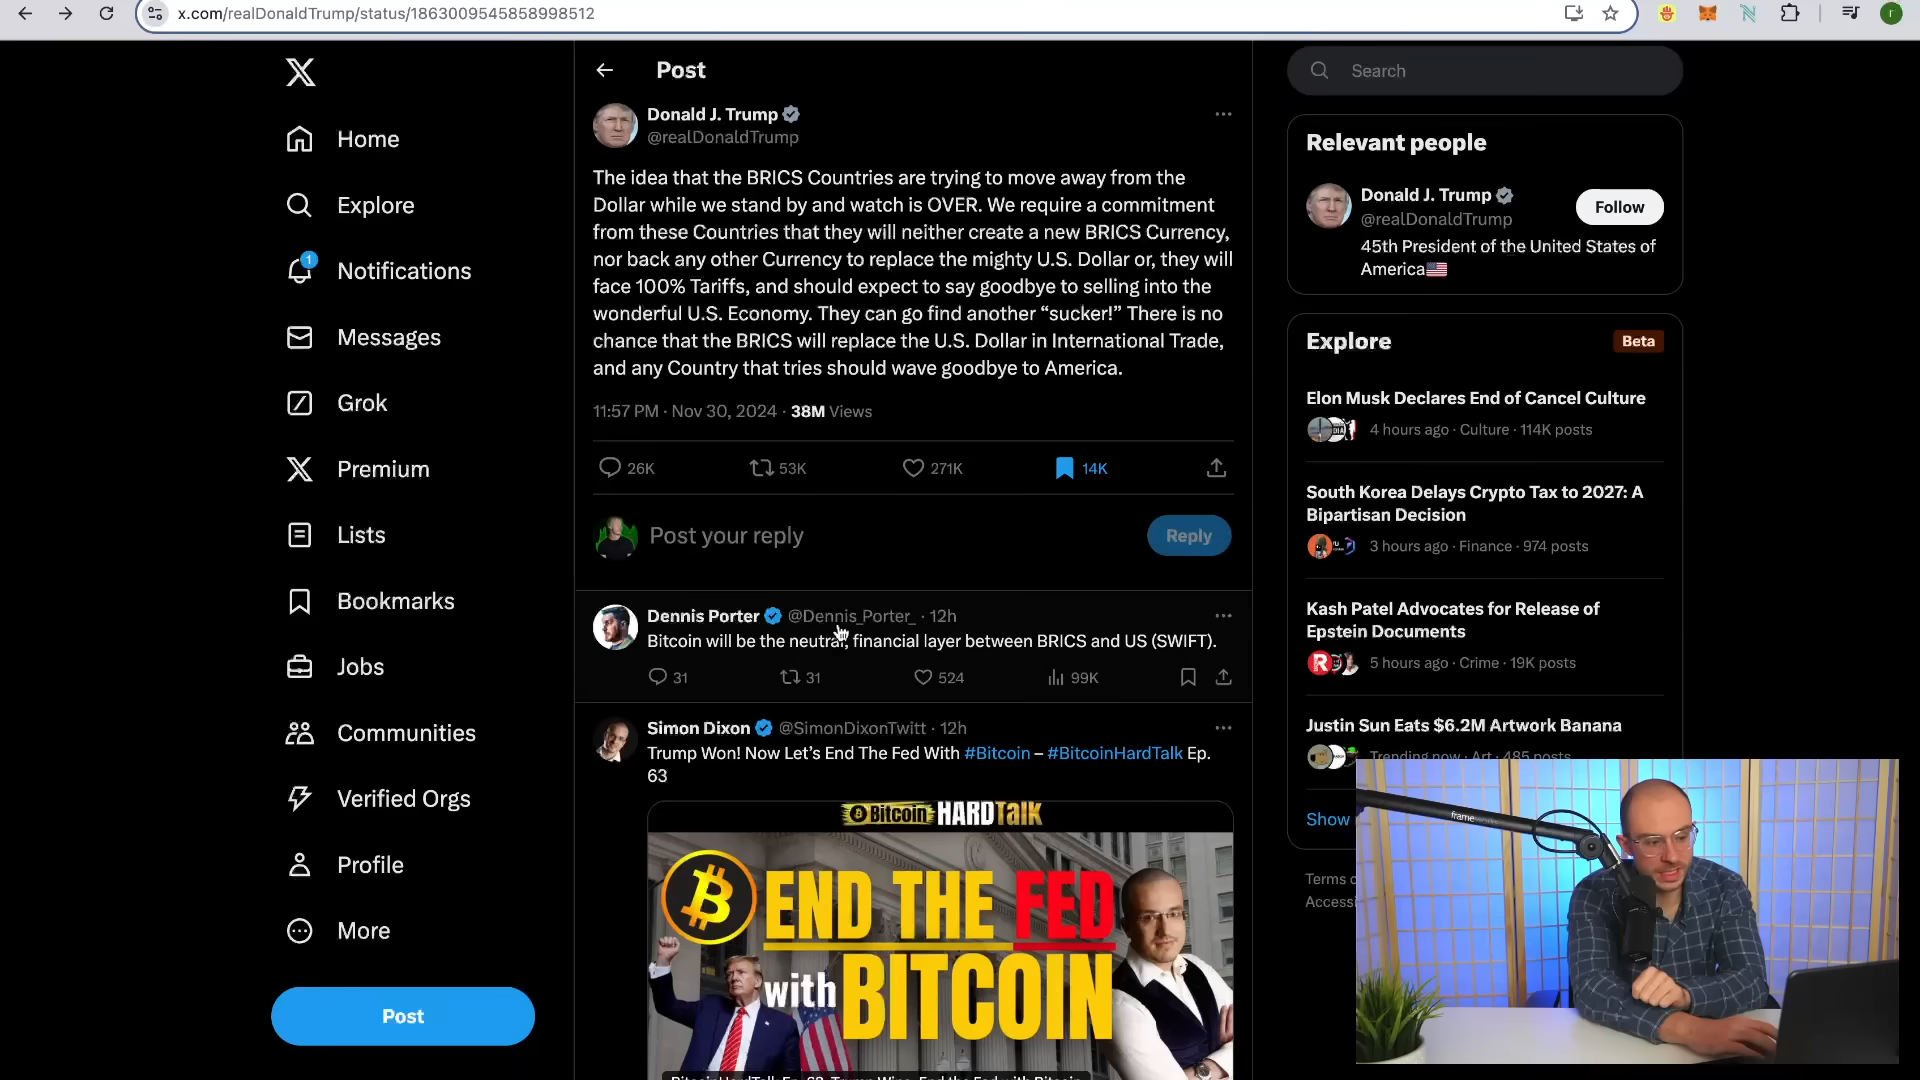 x.com/realDonaldTrump/status/1863009545858998512
Home
Explore
1
Notifications
Messages
Grok
Premium
Lists
Bookmarks
Jobs
Communities
Verified Orgs
Profile
More
Post
Post
Donald J. Trump
@realDonaldTrump
The idea that the BRICS Countries are trying to move away from the
Dollar while we stand by and watch is OVER. We require a commitment
from these Countries that they will neither create a new BRICS Currency,
nor back any other Currency to replace the mighty U.S. Dollar or, they will
face 100% Tariffs, and should expect to say goodbye to selling into the
wonderful U.S. Economy. They can go find another “sucker!” There is no
chance that the BRICS will replace the U.S. Dollar in International Trade,
and any Country that tries should wave goodbye to America.
11:57 PM · Nov 30, 2024 · 38M Views
26K 53K 271K 14K
Post your reply
Reply
Dennis Porter @Dennis_Porter_ · 12h
Bitcoin will be the neutral, financial layer between BRICS and US (SWIFT).
31 31 524 99K
Simon Dixon @SimonDixonTwitt · 12h
Trump Won! Now Let’s End The Fed With #Bitcoin – #BitcoinHardTalk Ep.
63
Bitcoin HARDTalk
END THE FED
with BITCOIN
Search
Relevant people
Donald J. Trump
@realDonaldTrump
Follow
45th President of the United States of
America
Explore
Beta
Elon Musk Declares End of Cancel Culture
4 hours ago · Culture · 114K posts
South Korea Delays Crypto Tax to 2027: A
Bipartisan Decision
3 hours ago · Finance · 974 posts
Kash Patel Advocates for Release of
Epstein Documents
5 hours ago · Crime · 19K posts
Justin Sun Eats $6.2M Artwork Banana
Trending now · Art · 485 posts
Show
Terms